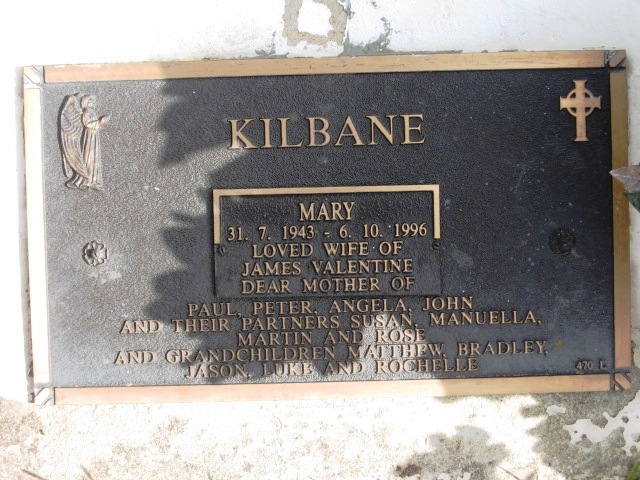 KILBANE
MARY
31. 7. 1943 - 6. 10. 1996
LOVED WIFE OF
JAMES VALENTINE
DEAR MOTHER OF
PAUL, PETER, ANGELA, JOHN
AND THEIR PARTNERS SUSAN, MANUELLA,
MARTIN AND ROSE
AND GRANDCHILDREN MATTHEW, BRADLEY,
JASON, LUKE AND ROCHELLE
470 L